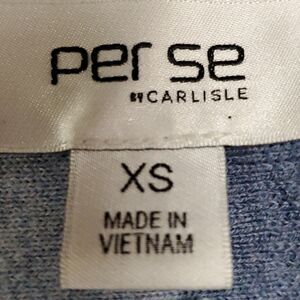 per se
BY CARLISLE
XS
MADE IN
VIETNAM